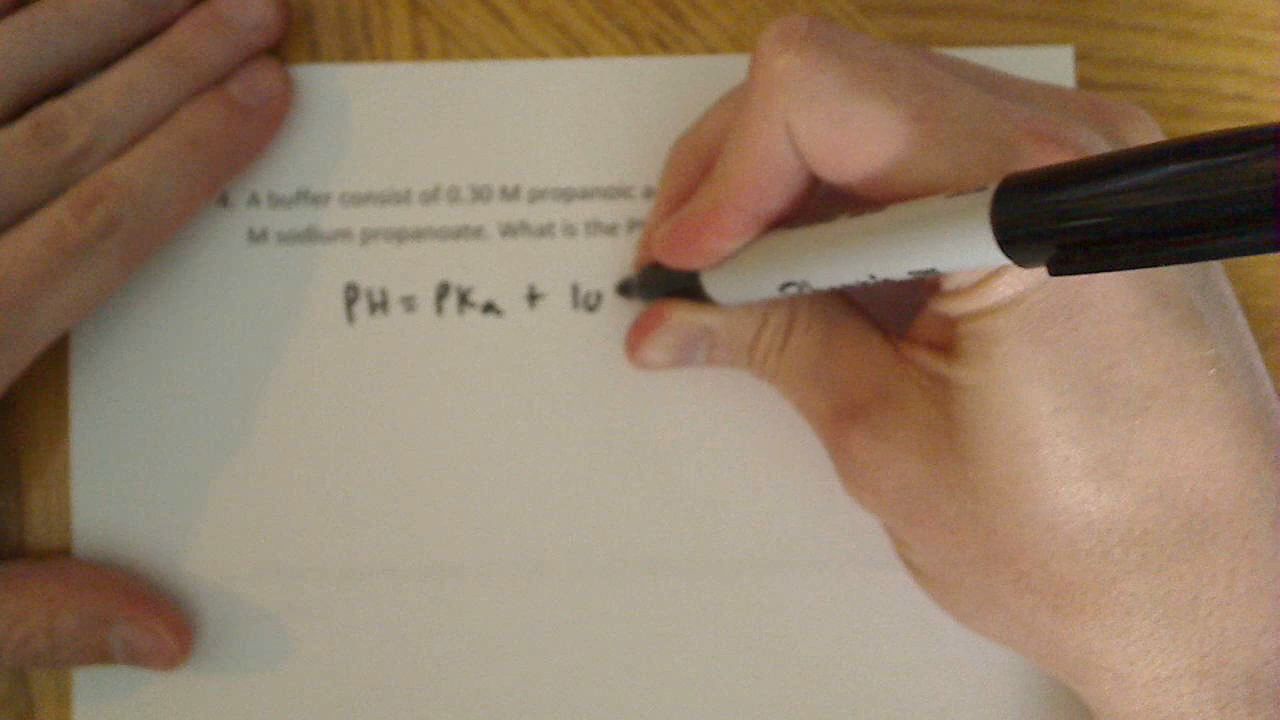 4. A buffer consist of 0.30 M propanoic a
M sodium propanoate. What is the P
PH = PKa + lo